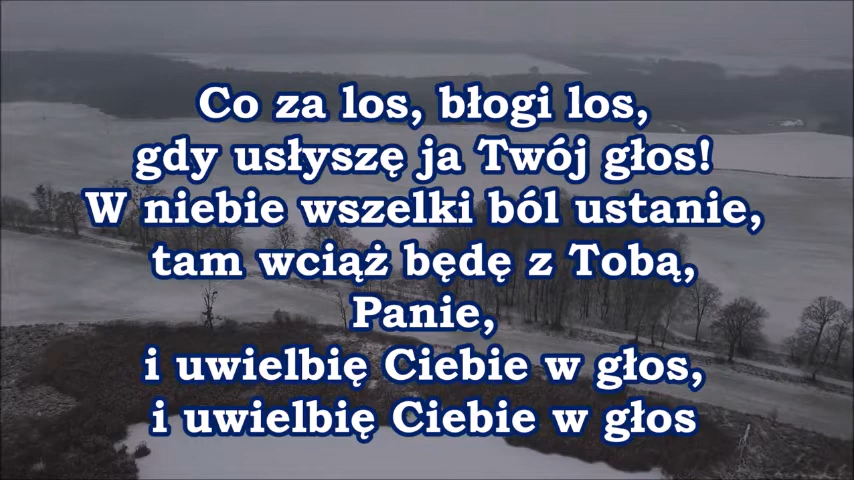 Co za los, błogi los,
gdy usłyszę ja Twój głos!
W niebie wszelki ból ustanie,
tam wciąż będę z Tobą,
Panie,
i uwielbię Ciebie w głos,
i uwielbię Ciebie w głos